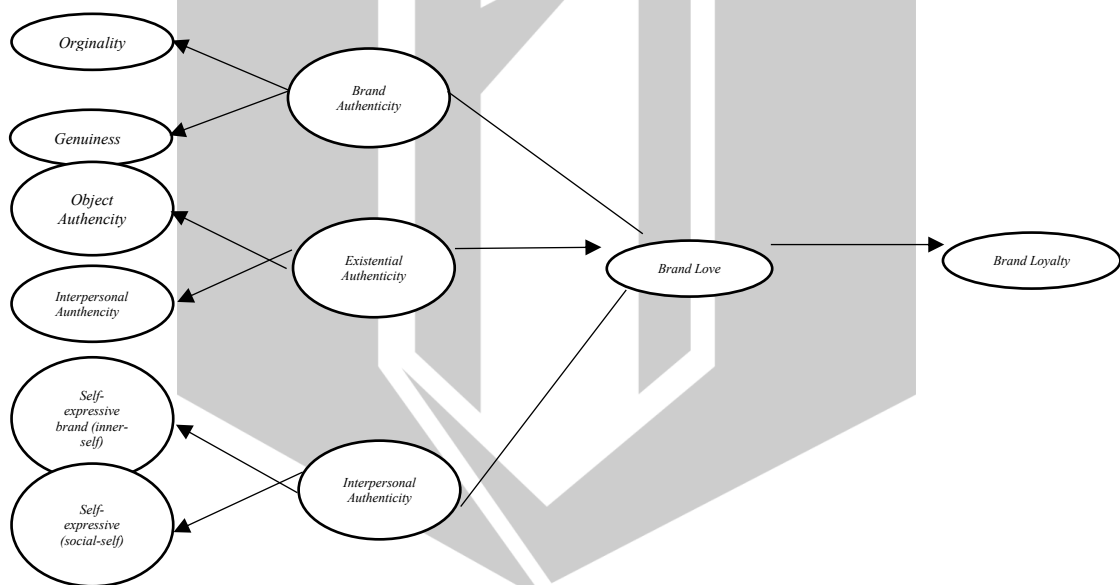 Orginality
Genuiness
Object
Authencity
Interpersonal
Aunthencity
Self-
expressive
brand (inner-
self)
Self-
expressive
(social-self)
Brand
Authenticity
Existential
Authenticity
Interpersonal
Authenticity
Brand Love
Brand Loyalty